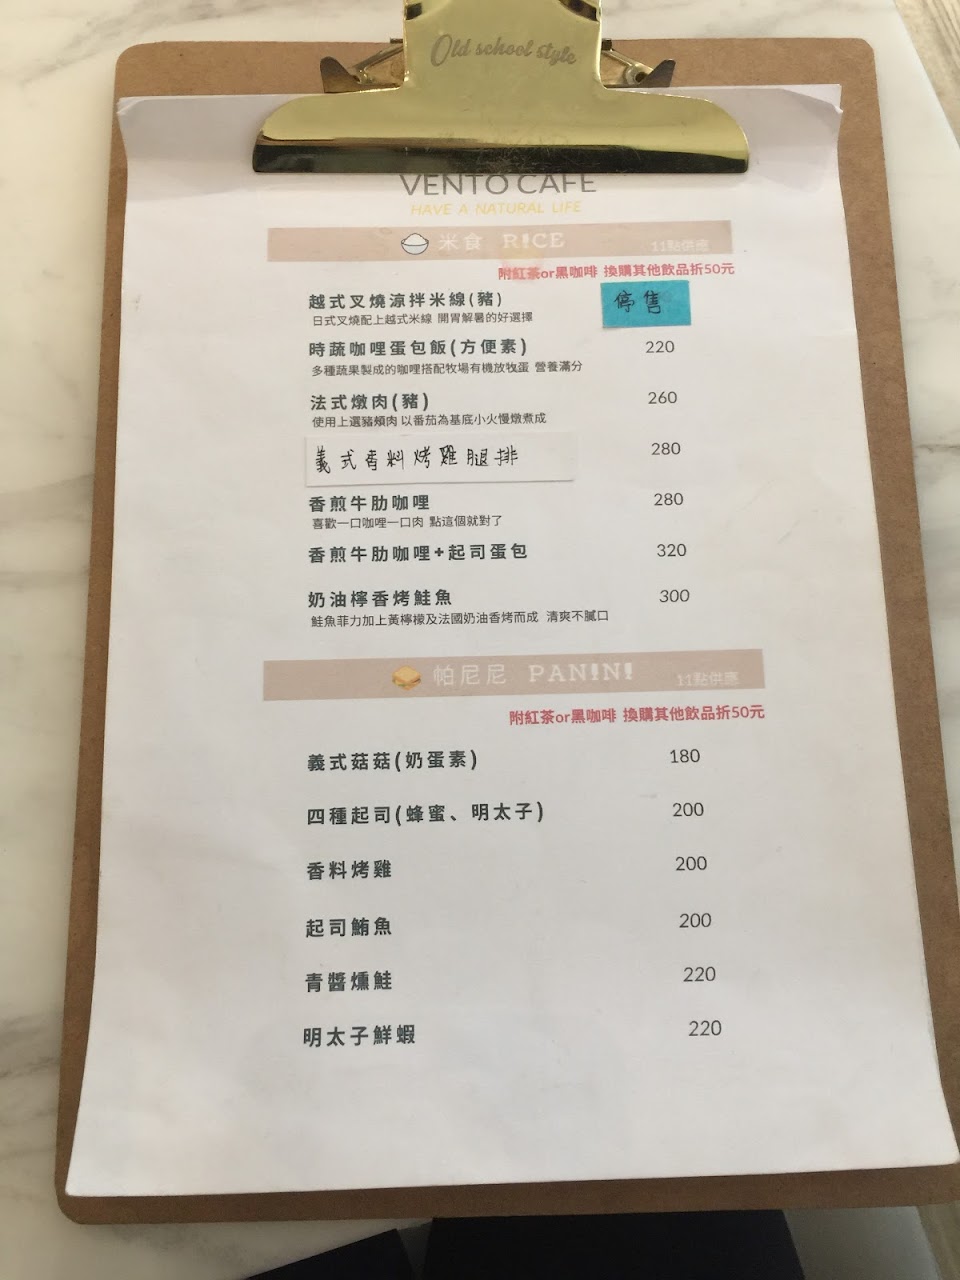 Old school style
VENTO CAFE
HAVE A NATURAL LIFE
米食 RICE 11點供應
附紅茶or黑咖啡 換購其他飲品折50元
越式叉燒涼拌米線(豬) 停售
日式叉燒配上越式米線 開胃解暑的好選擇
時蔬咖哩蛋包飯(方便素) 220
多種蔬果製成的咖哩搭配牧場有機放牧蛋 營養滿分
法式燉肉(豬) 260
使用上選豬頰肉 以番茄為基底小火慢燉煮成
義式香料烤雞腿排 280
香煎牛肋咖哩 280
喜歡一口咖哩一口肉 點這個就對了
香煎牛肋咖哩+起司蛋包 320
奶油檸香烤鮭魚 300
鮭魚菲力加上黃檸檬及法國奶油香烤而成 清爽不膩口
帕尼尼 PANINI 11點供應
附紅茶or黑咖啡 換購其他飲品折50元
義式菇菇(奶蛋素) 180
四種起司(蜂蜜、明太子) 200
香料烤雞 200
起司鮪魚 200
青醬燻鮭 220
明太子鮮蝦 220